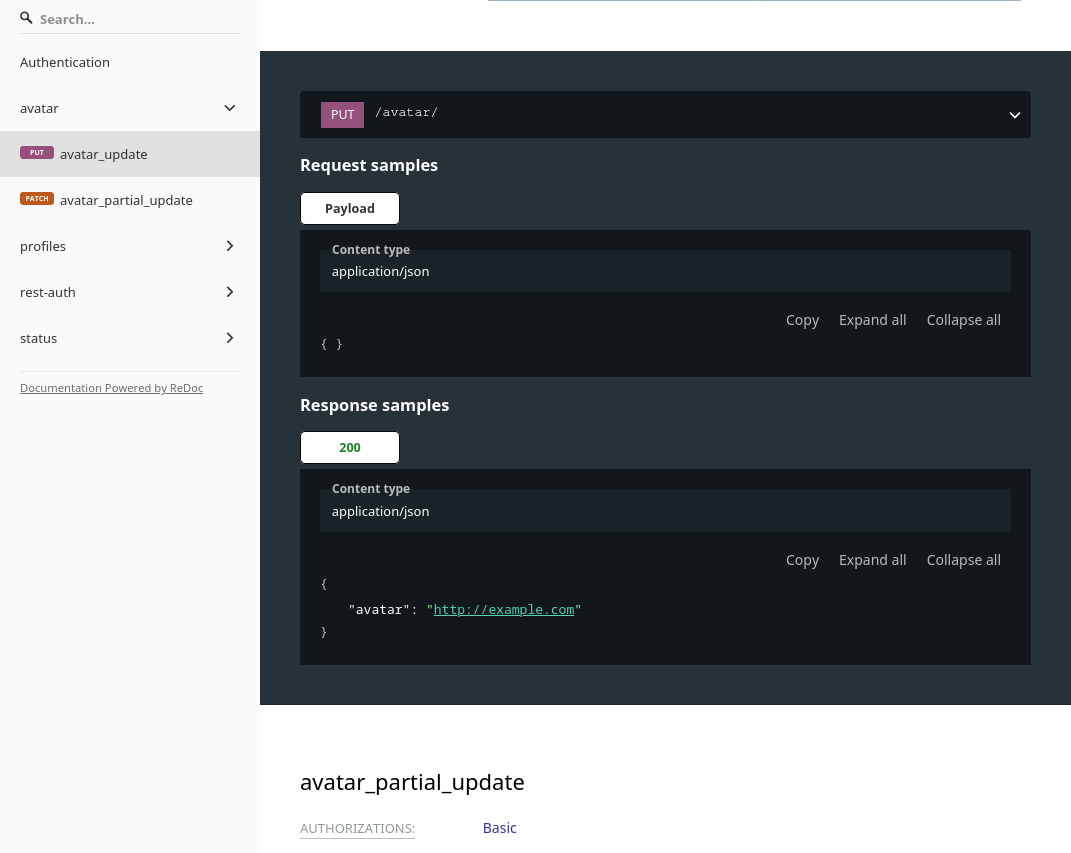 Search...
Authentication
avatar
PUT avatar_update
PATCH avatar_partial_update
profiles
rest-auth
status
Documentation Powered by ReDoc
PUT /avatar/
Request samples
Payload
Content type
application/json
Copy Expand all Collapse all
{ }
Response samples
200
Content type
application/json
Copy Expand all Collapse all
{
"avatar": "http://example.com"
}
avatar_partial_update
AUTHORIZATIONS: Basic